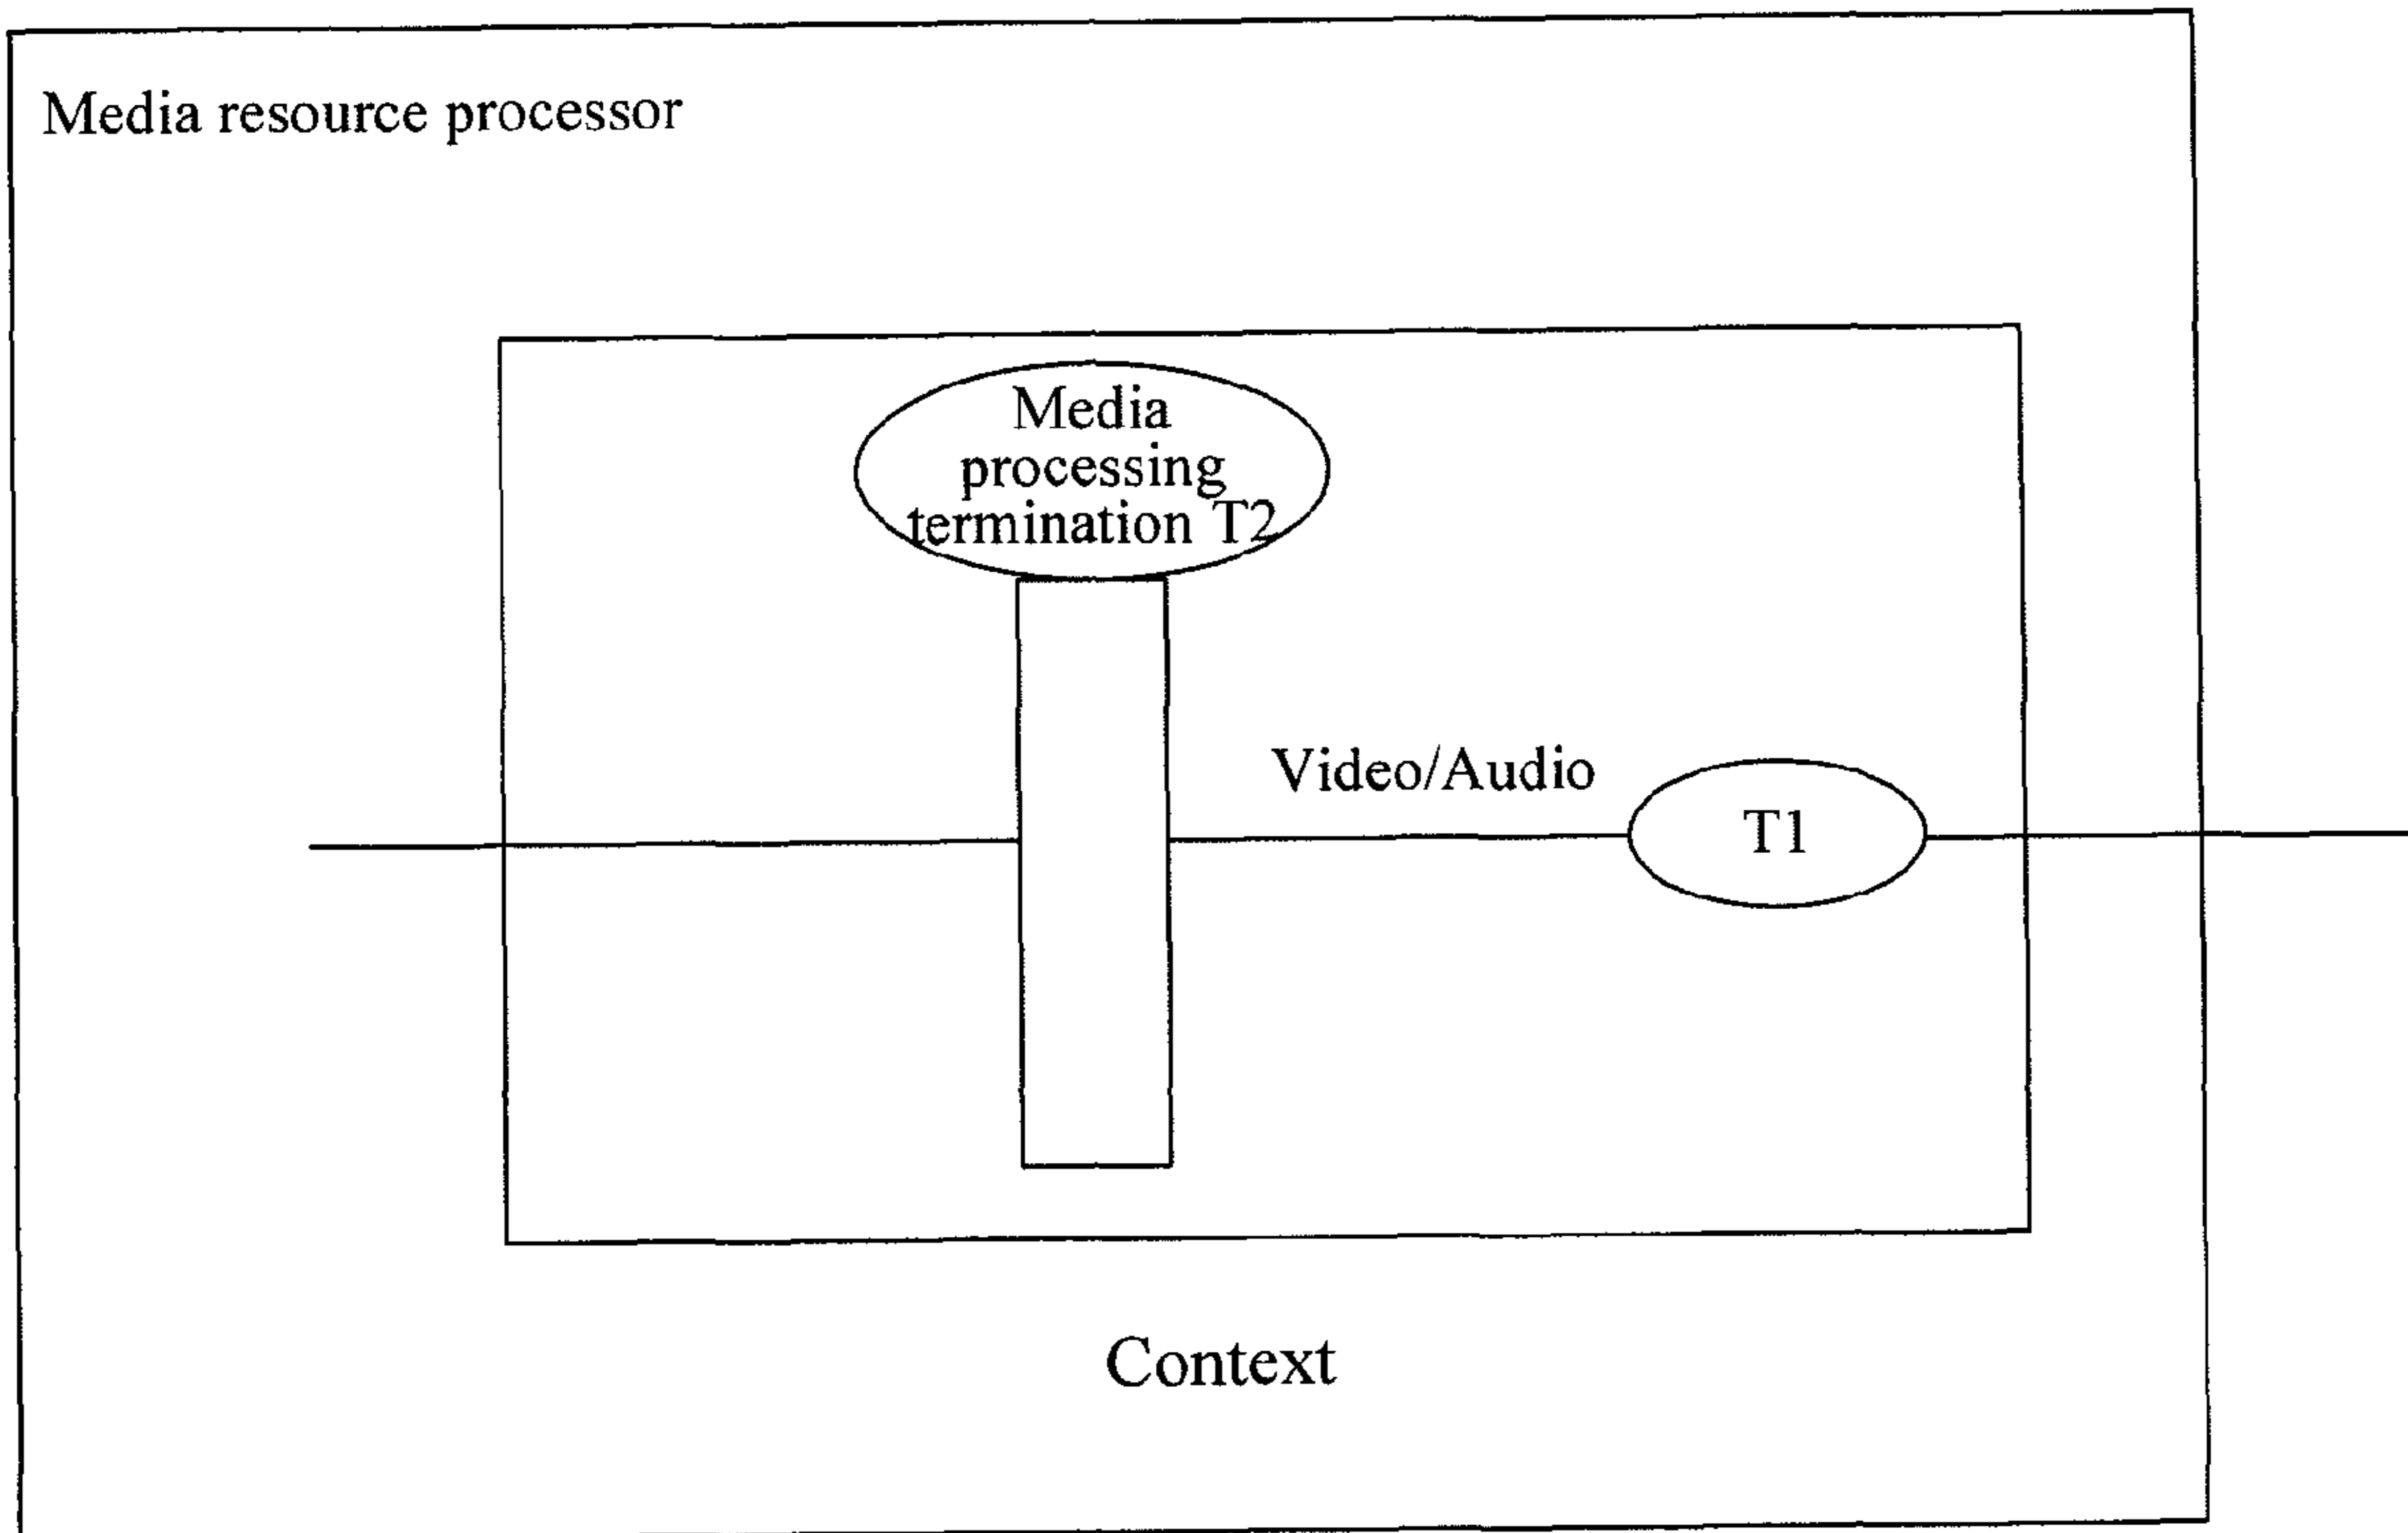 Media resource processor
Media
processing
termination T2
Video/Audio
T1
Context